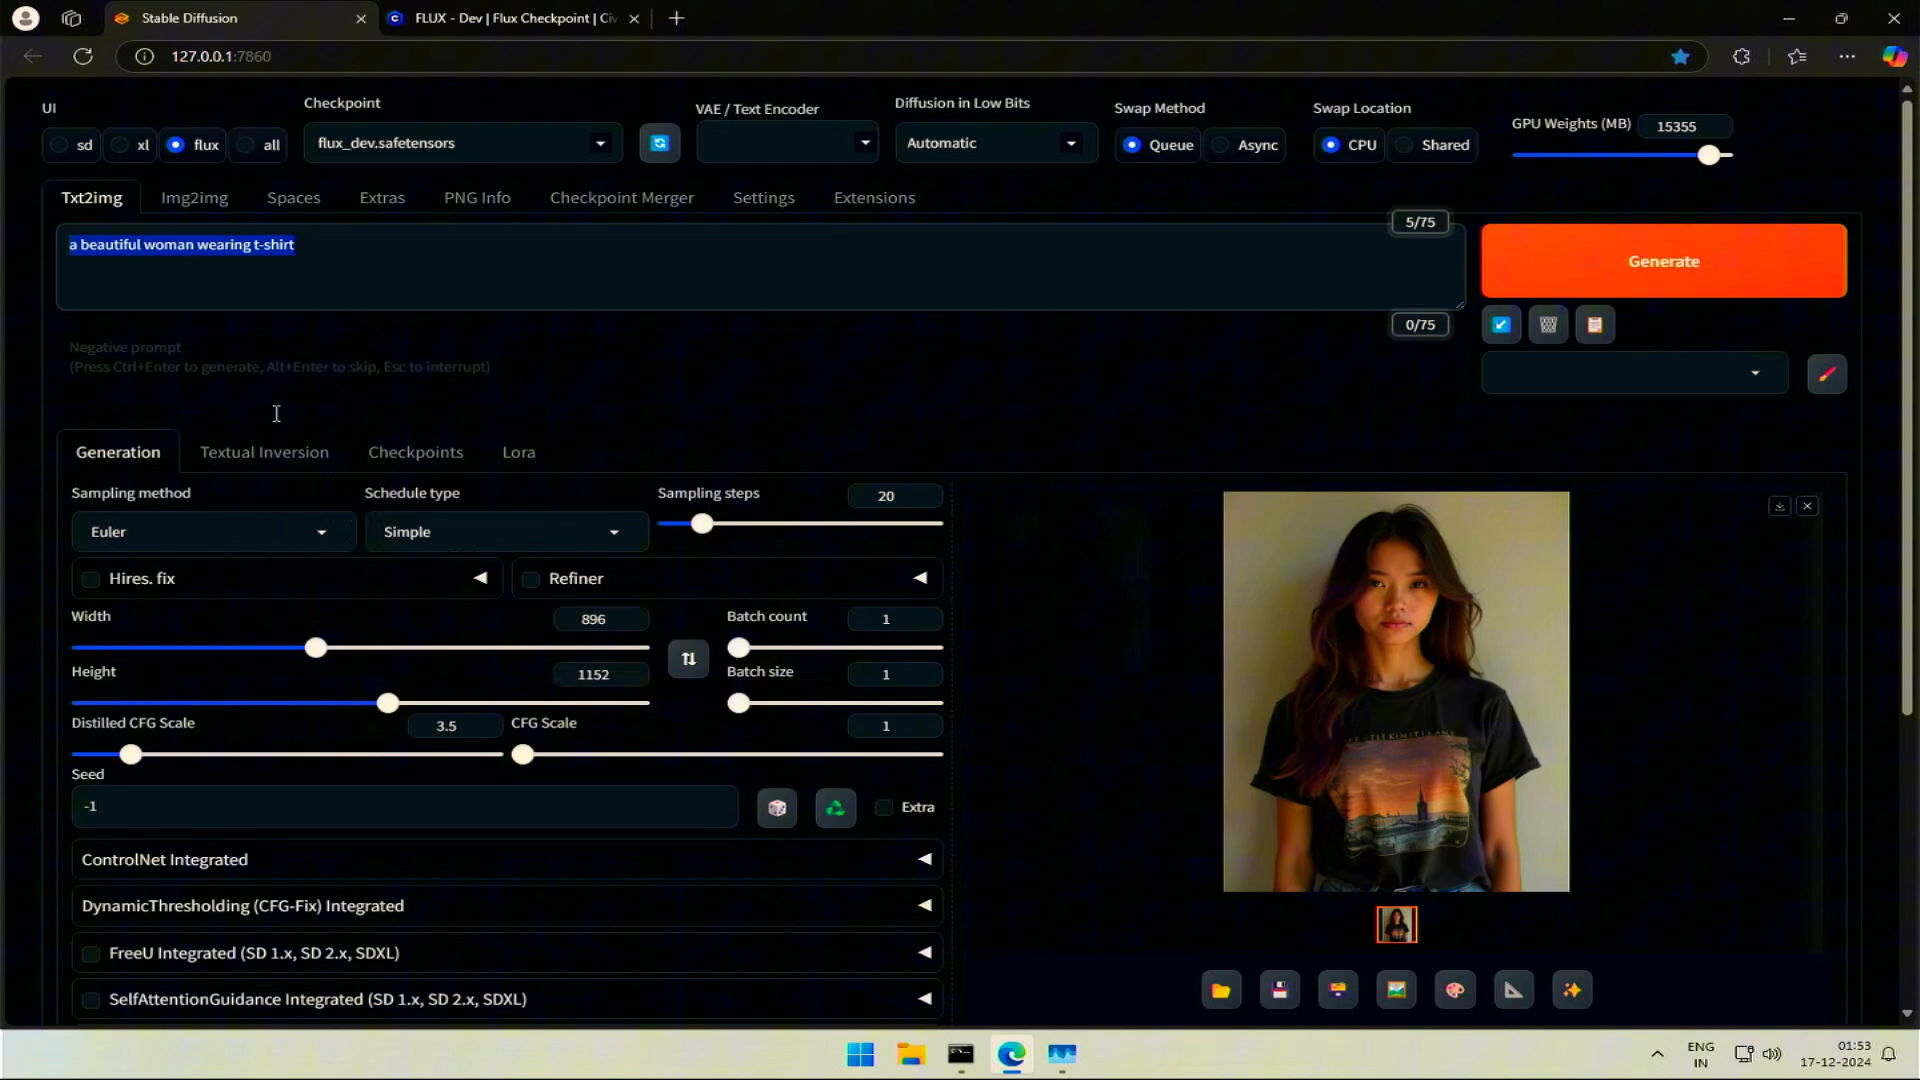 Stable Diffusion
FLUX - Dev | Flux Checkpoint | Civ
127.0.0.1:7860
UI
sd
xl
flux
all
Checkpoint
flux_dev.safetensors
VAE / Text Encoder
Diffusion in Low Bits
Automatic
Swap Method
Queue
Async
Swap Location
CPU
Shared
GPU Weights (MB)
15355
Txt2img
Img2img
Spaces
Extras
PNG Info
Checkpoint Merger
Settings
Extensions
5/75
a beautiful woman wearing t-shirt
Generate
0/75
Negative prompt
(Press Ctrl+Enter to generate, Alt+Enter to skip, Esc to interrupt)
Generation
Textual Inversion
Checkpoints
Lora
Sampling method
Euler
Schedule type
Simple
Sampling steps
20
Hires. fix
Refiner
Width
896
Height
1152
Batch count
1
Batch size
1
Distilled CFG Scale
3.5
CFG Scale
1
Seed
-1
Extra
ControlNet Integrated
DynamicThresholding (CFG-Fix) Integrated
FreeU Integrated (SD 1.x, SD 2.x, SDXL)
SelfAttentionGuidance Integrated (SD 1.x, SD 2.x, SDXL)
ENG
IN
01:53
17-12-2024